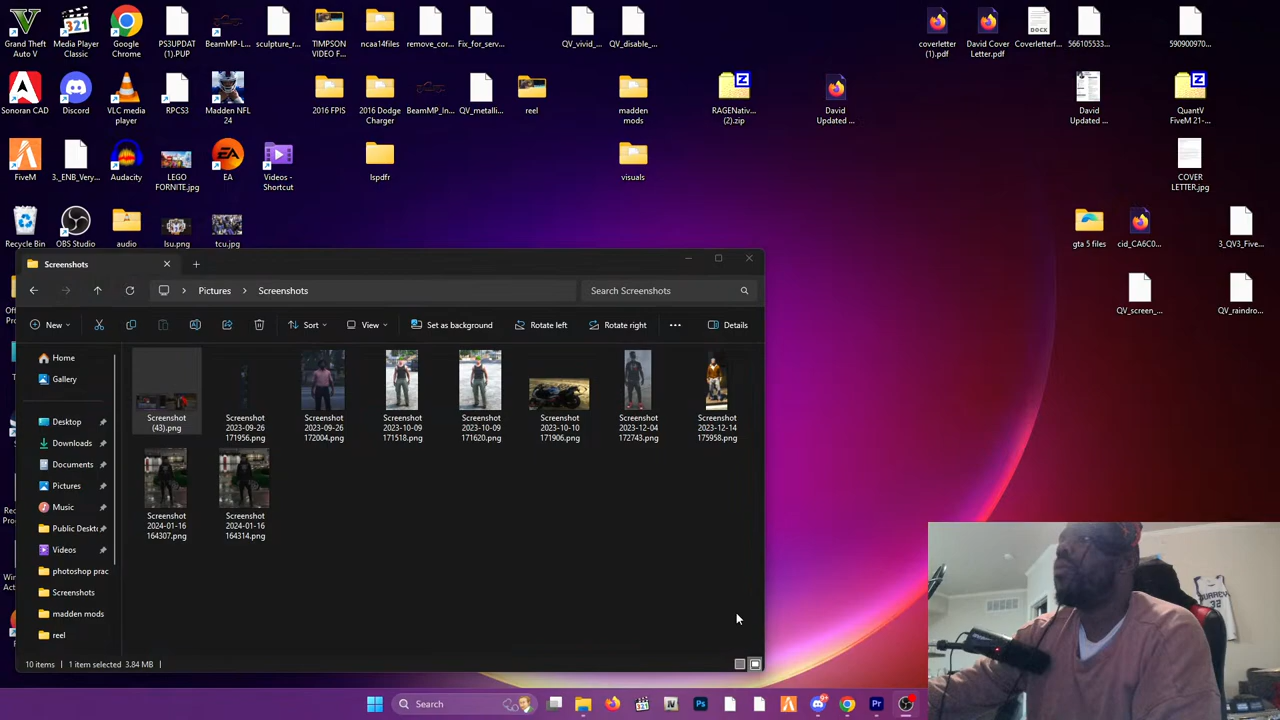 Grand Theft
Auto V
Media Player
Classic
Google
Chrome
PS3UPDAT
(1).PUP
BeamMP-L...
sculpture_r...
TIMPSON
VIDEO F...
ncaa14files
remove_cor...
Fix_for_serv...
QV_vivid_...
QV_disable_...
coverletter
(1).pdf
David Cover
Letter.pdf
Coverletterf...
566105533...
590900970...
Sonoran CAD
Discord
VLC media
player
RPCS3
Madden NFL
24
2016 FPIS
2016 Dodge
Charger
BeamMP_In...
QV_metalli...
reel
madden
mods
RAGENativ...
(2).zip
David
Updated ...
David
Updated ...
QuantV
FiveM 21-...
FiveM
3._ENB_Very...
Audacity
LEGO
FORNITE.jpg
EA
Videos -
Shortcut
lspdfr
visuals
COVER
LETTER.jpg
Recycle Bin
OBS Studio
audio
lsu.png
tcu.jpg
gta 5 files
cid_CA6C0...
3_QV3_Five...
QV_screen_...
QV_raindro...
Screenshots
Pictures > Screenshots
Search Screenshots
New
Sort
View
Set as background
Rotate left
Rotate right
Details
Home
Gallery
Desktop
Downloads
Documents
Pictures
Music
Public Deskt
Videos
photoshop prac
Screenshots
madden mods
reel
Screenshot
(43).png
Screenshot
2023-09-26
171956.png
Screenshot
2023-09-26
172004.png
Screenshot
2023-10-09
171518.png
Screenshot
2023-10-09
171620.png
Screenshot
2023-10-10
171906.png
Screenshot
2023-12-04
172743.png
Screenshot
2023-12-14
175958.png
Screenshot
2024-01-16
164307.png
Screenshot
2024-01-16
164314.png
10 items
1 item selected 3.84 MB
Search
32